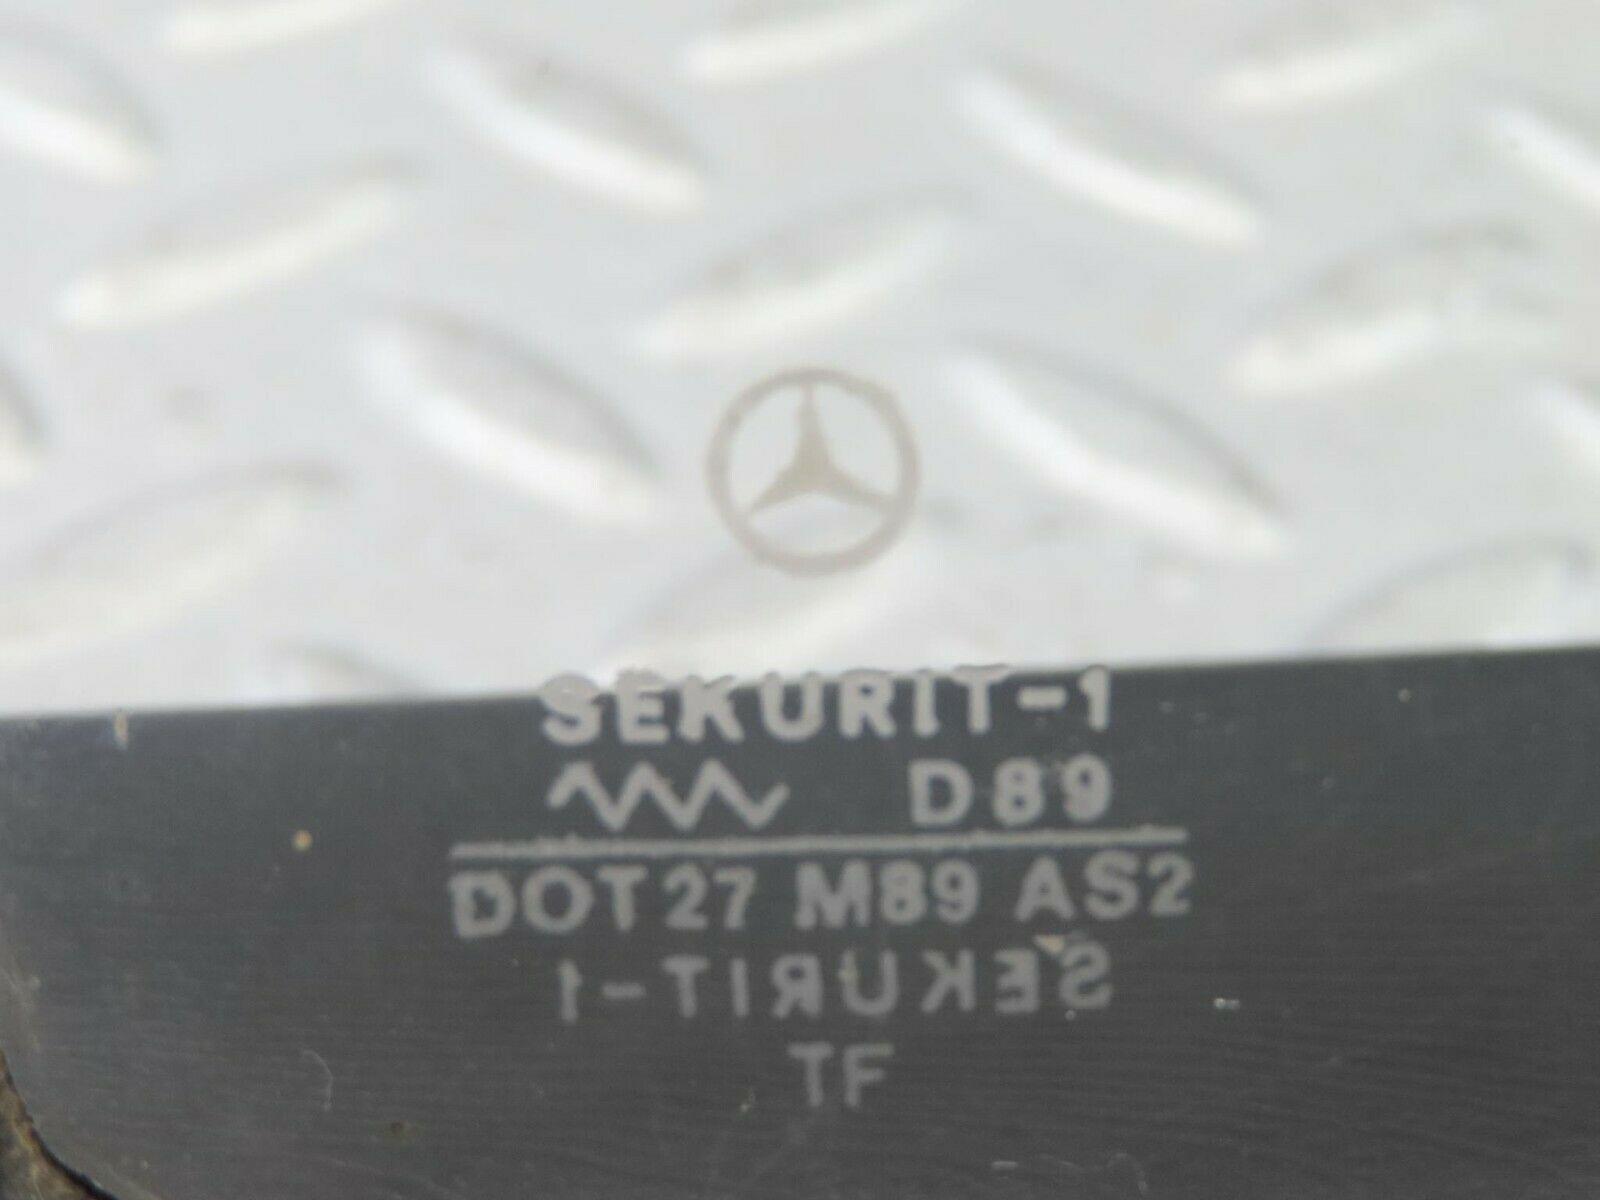 SEKURIT-1
D89
DOT27 M89 AS2
SEKURIT-1
TF